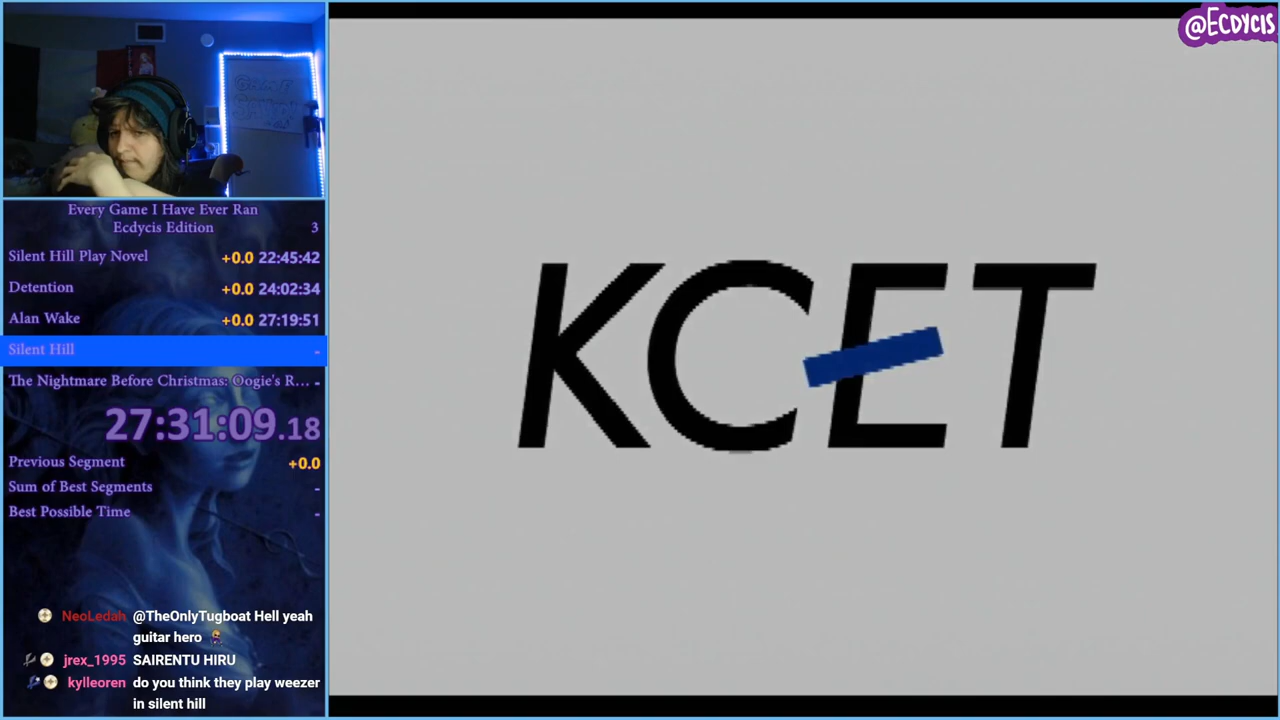 @ECDYCIS
GAME
Every Game I Have Ever Ran
Ecdycis Edition 3
Silent Hill Play Novel +0.0 22:45:42
Detention +0.0 24:02:34
Alan Wake +0.0 27:19:51
Silent Hill -
The Nightmare Before Christmas: Oogie's R... -
27:31:09.18
Previous Segment +0.0
Sum of Best Segments -
Best Possible Time -
NeoLedah @TheOnlyTugboat Hell yeah
guitar hero
jrex_1995 SAIRENTU HIRU
kylleoren do you think they play weezer
in silent hill
KCET